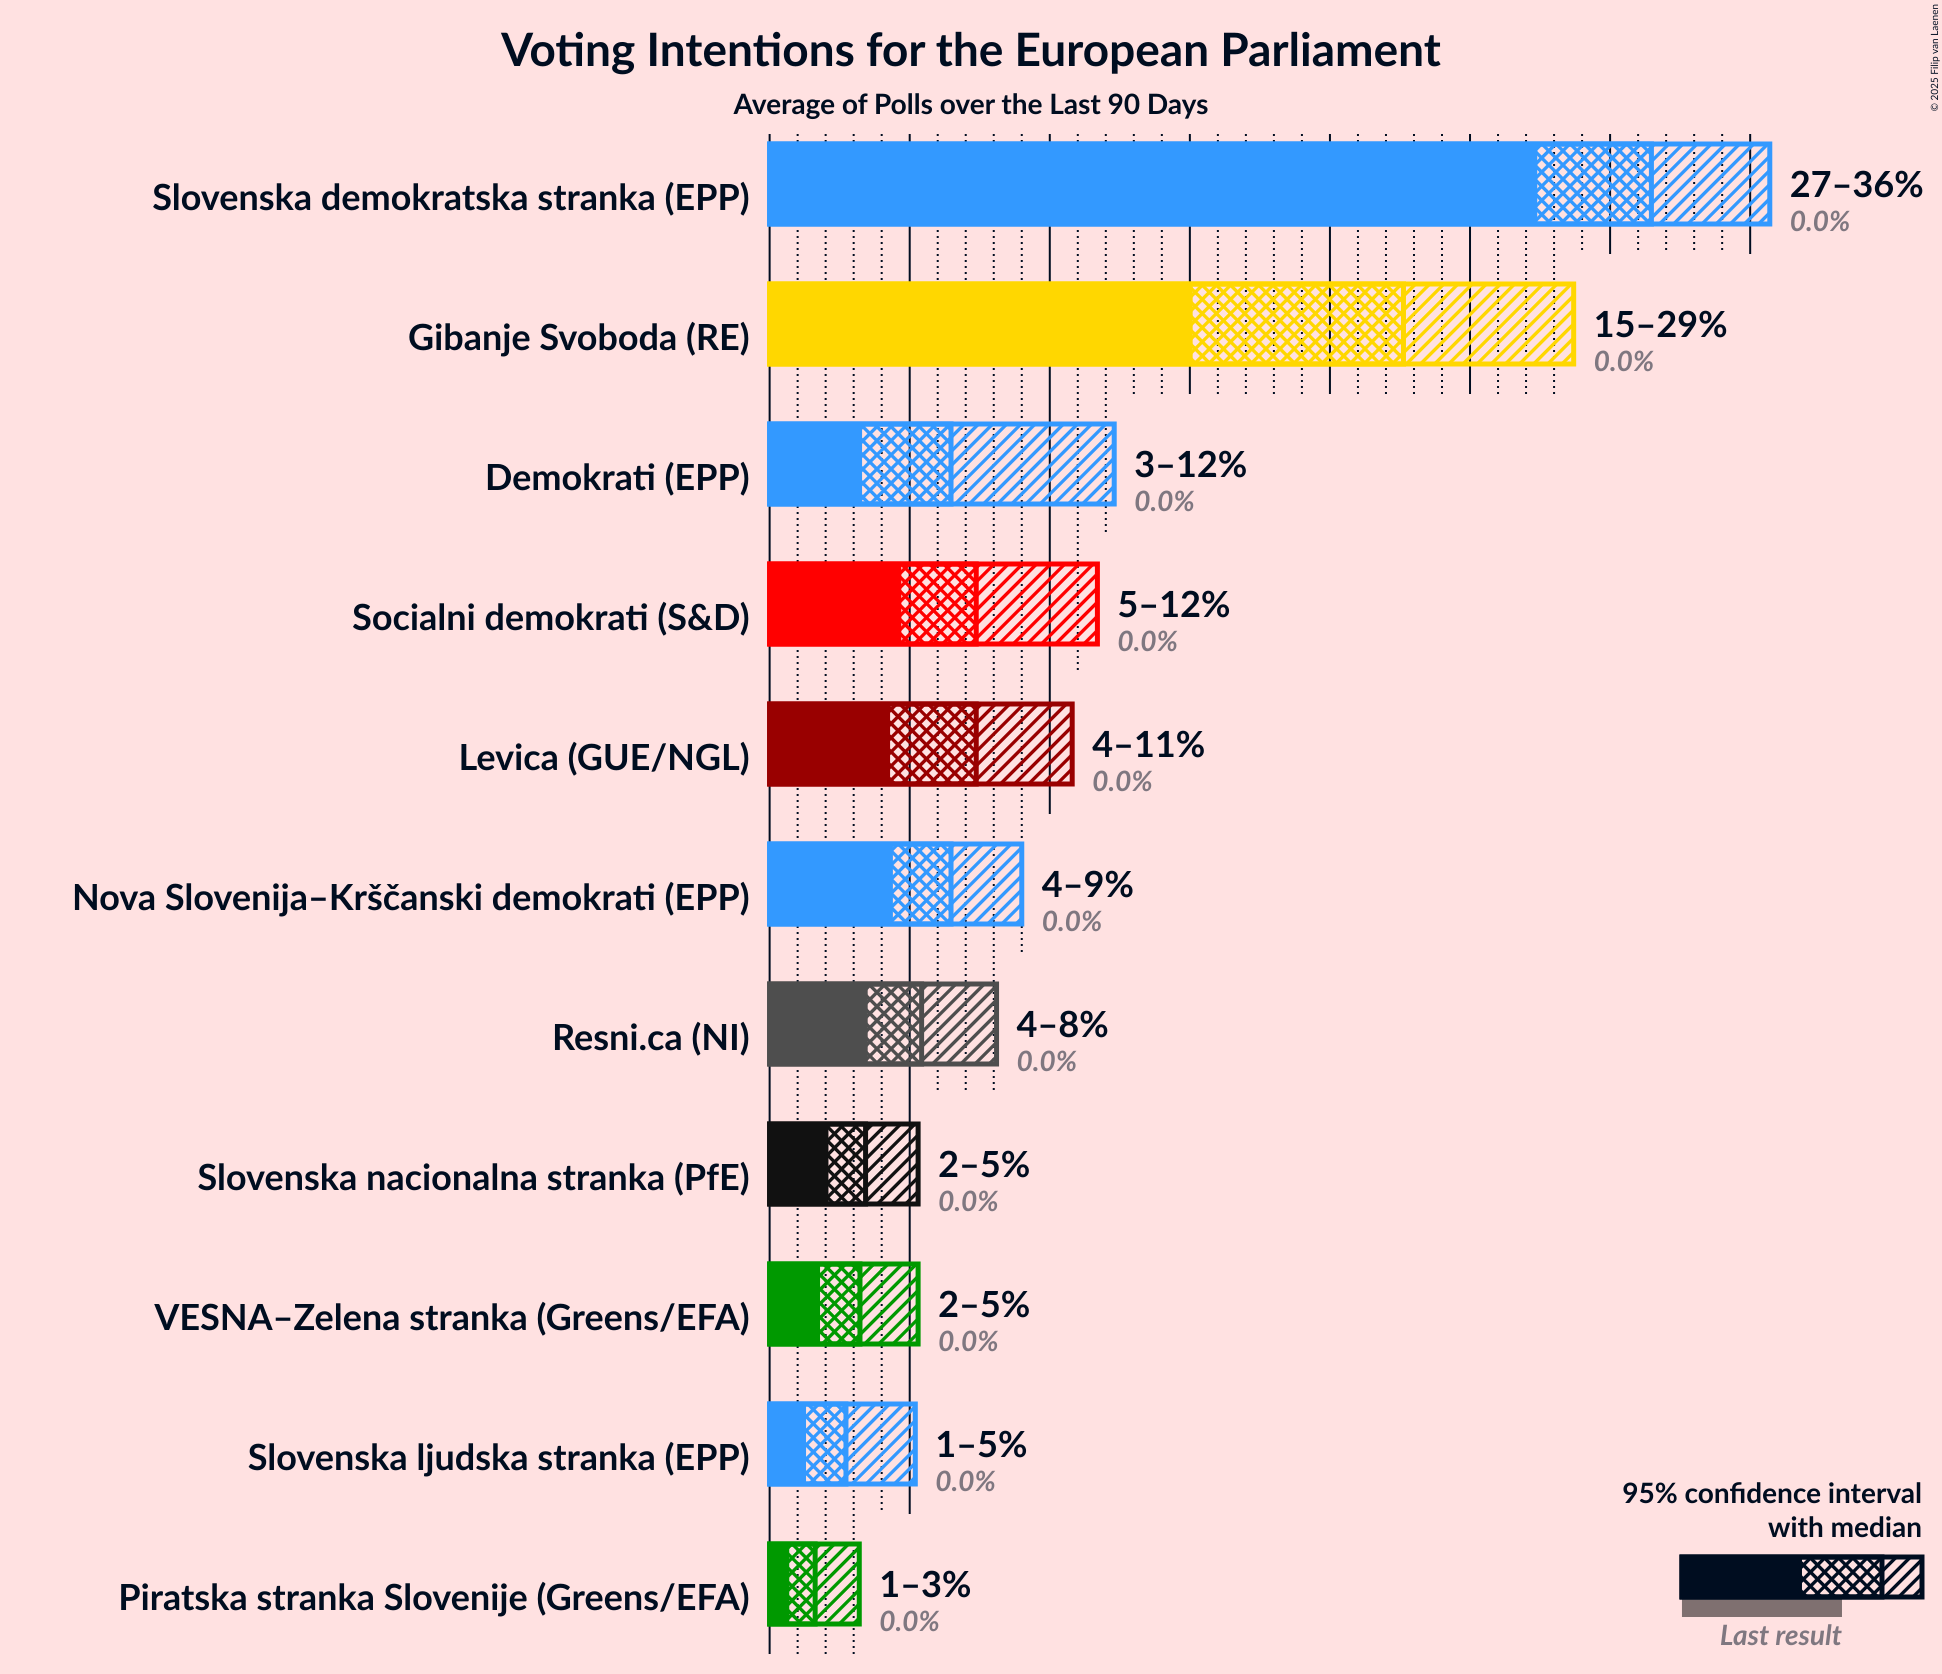 Voting Intentions for the European Parliament
Average of Polls over the Last 90 Days
© 2025 Filip van Laenen
Slovenska demokratska stranka (EPP)
27–36%
0.0%
Gibanje Svoboda (RE)
15–29%
0.0%
Demokrati (EPP)
3–12%
0.0%
Socialni demokrati (S&D)
5–12%
0.0%
Levica (GUE/NGL)
4–11%
0.0%
Nova Slovenija–Krščanski demokrati (EPP)
4–9%
0.0%
Resni.ca (NI)
4–8%
0.0%
Slovenska nacionalna stranka (PfE)
2–5%
0.0%
VESNA–Zelena stranka (Greens/EFA)
2–5%
0.0%
Slovenska ljudska stranka (EPP)
1–5%
0.0%
Piratska stranka Slovenije (Greens/EFA)
1–3%
0.0%
95% confidence interval
with median
Last result